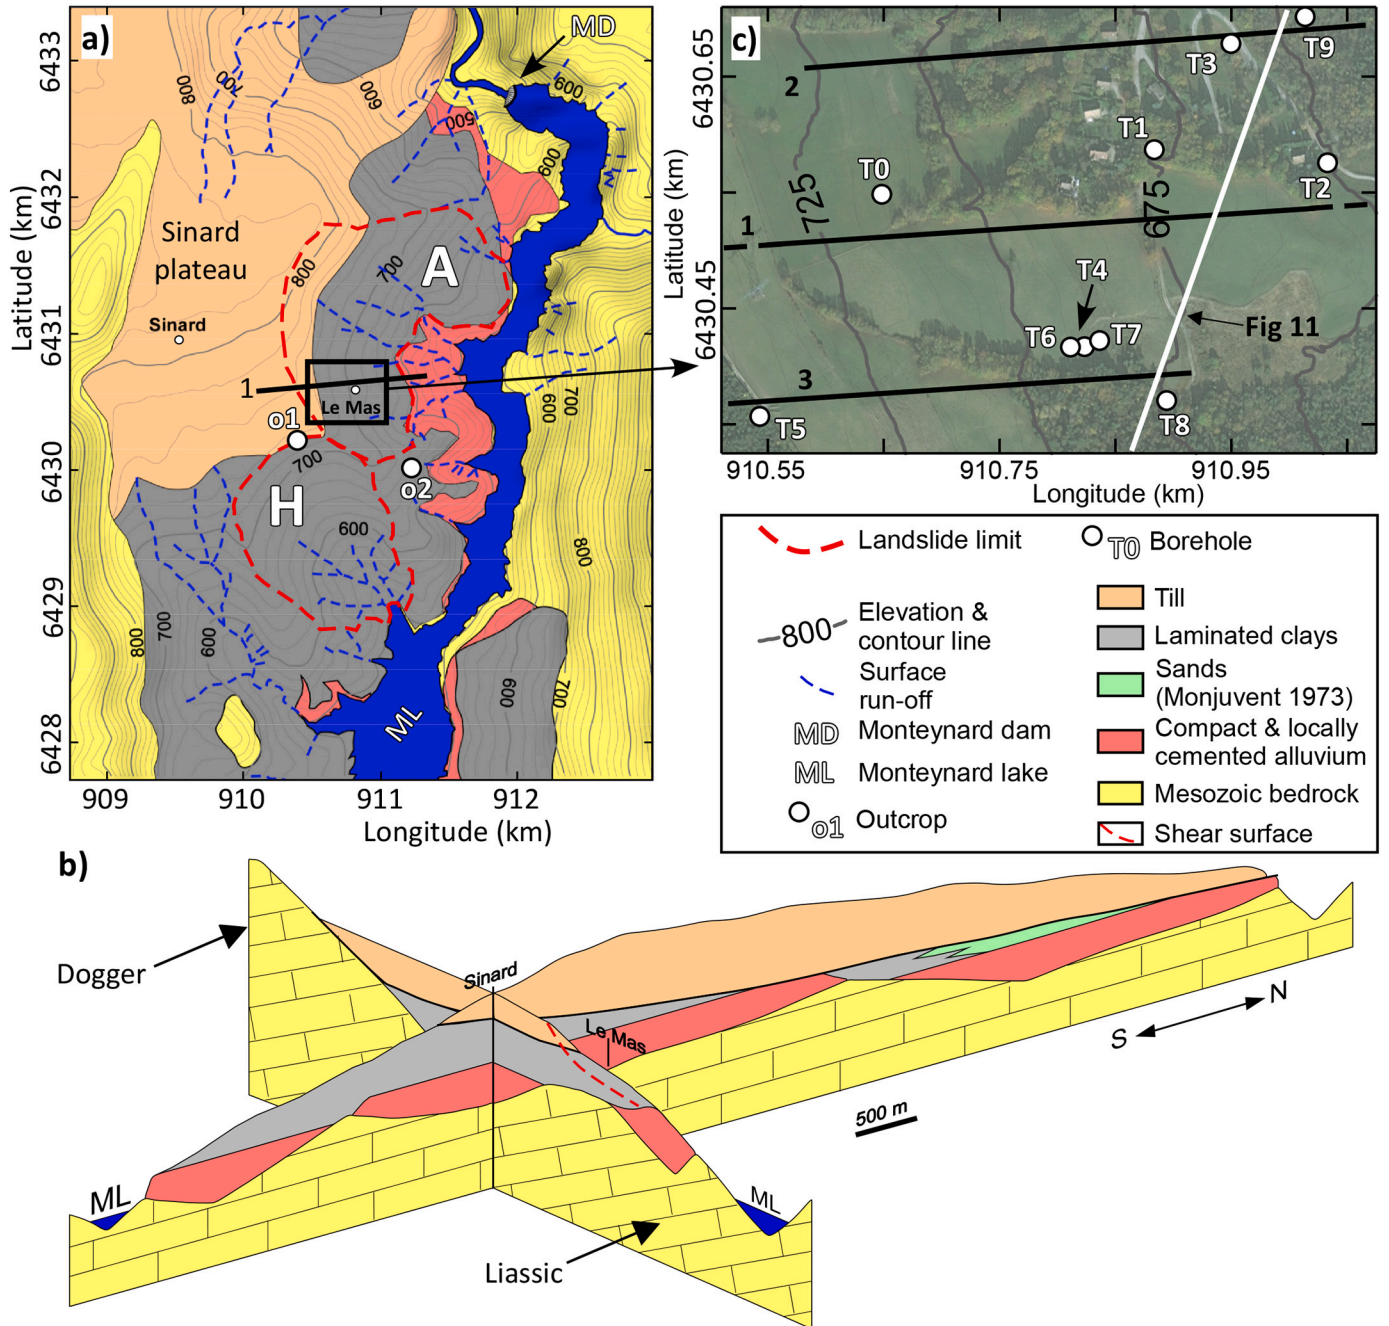 a)
MD
6433
6432
6431
6430
6429
6428
Latitude (km)
800
700
600
500
600
600
Sinard
plateau
800
700
A
Sinard
1
Le Mas
o1
700
o2
H
600
700
600
800
800
700
600
ML
600
700
909
910
911
912
Longitude (km)
c)
6430.65
6430.45
Latitude (km)
2
T3
T9
T1
T0
T2
725
675
1
T4
T6
T7
Fig 11
3
T5
T8
910.55
910.75
910.95
Longitude (km)
Landslide limit
800
Elevation &
contour line
Surface
run-off
MD
Monteynard dam
ML
Monteynard lake
o1
Outcrop
T0
Borehole
Till
Laminated clays
Sands
(Monjuvent 1973)
Compact & locally
cemented alluvium
Mesozoic bedrock
Shear surface
b)
Dogger
Sinard
Le Mas
N
S
500 m
ML
ML
Liassic